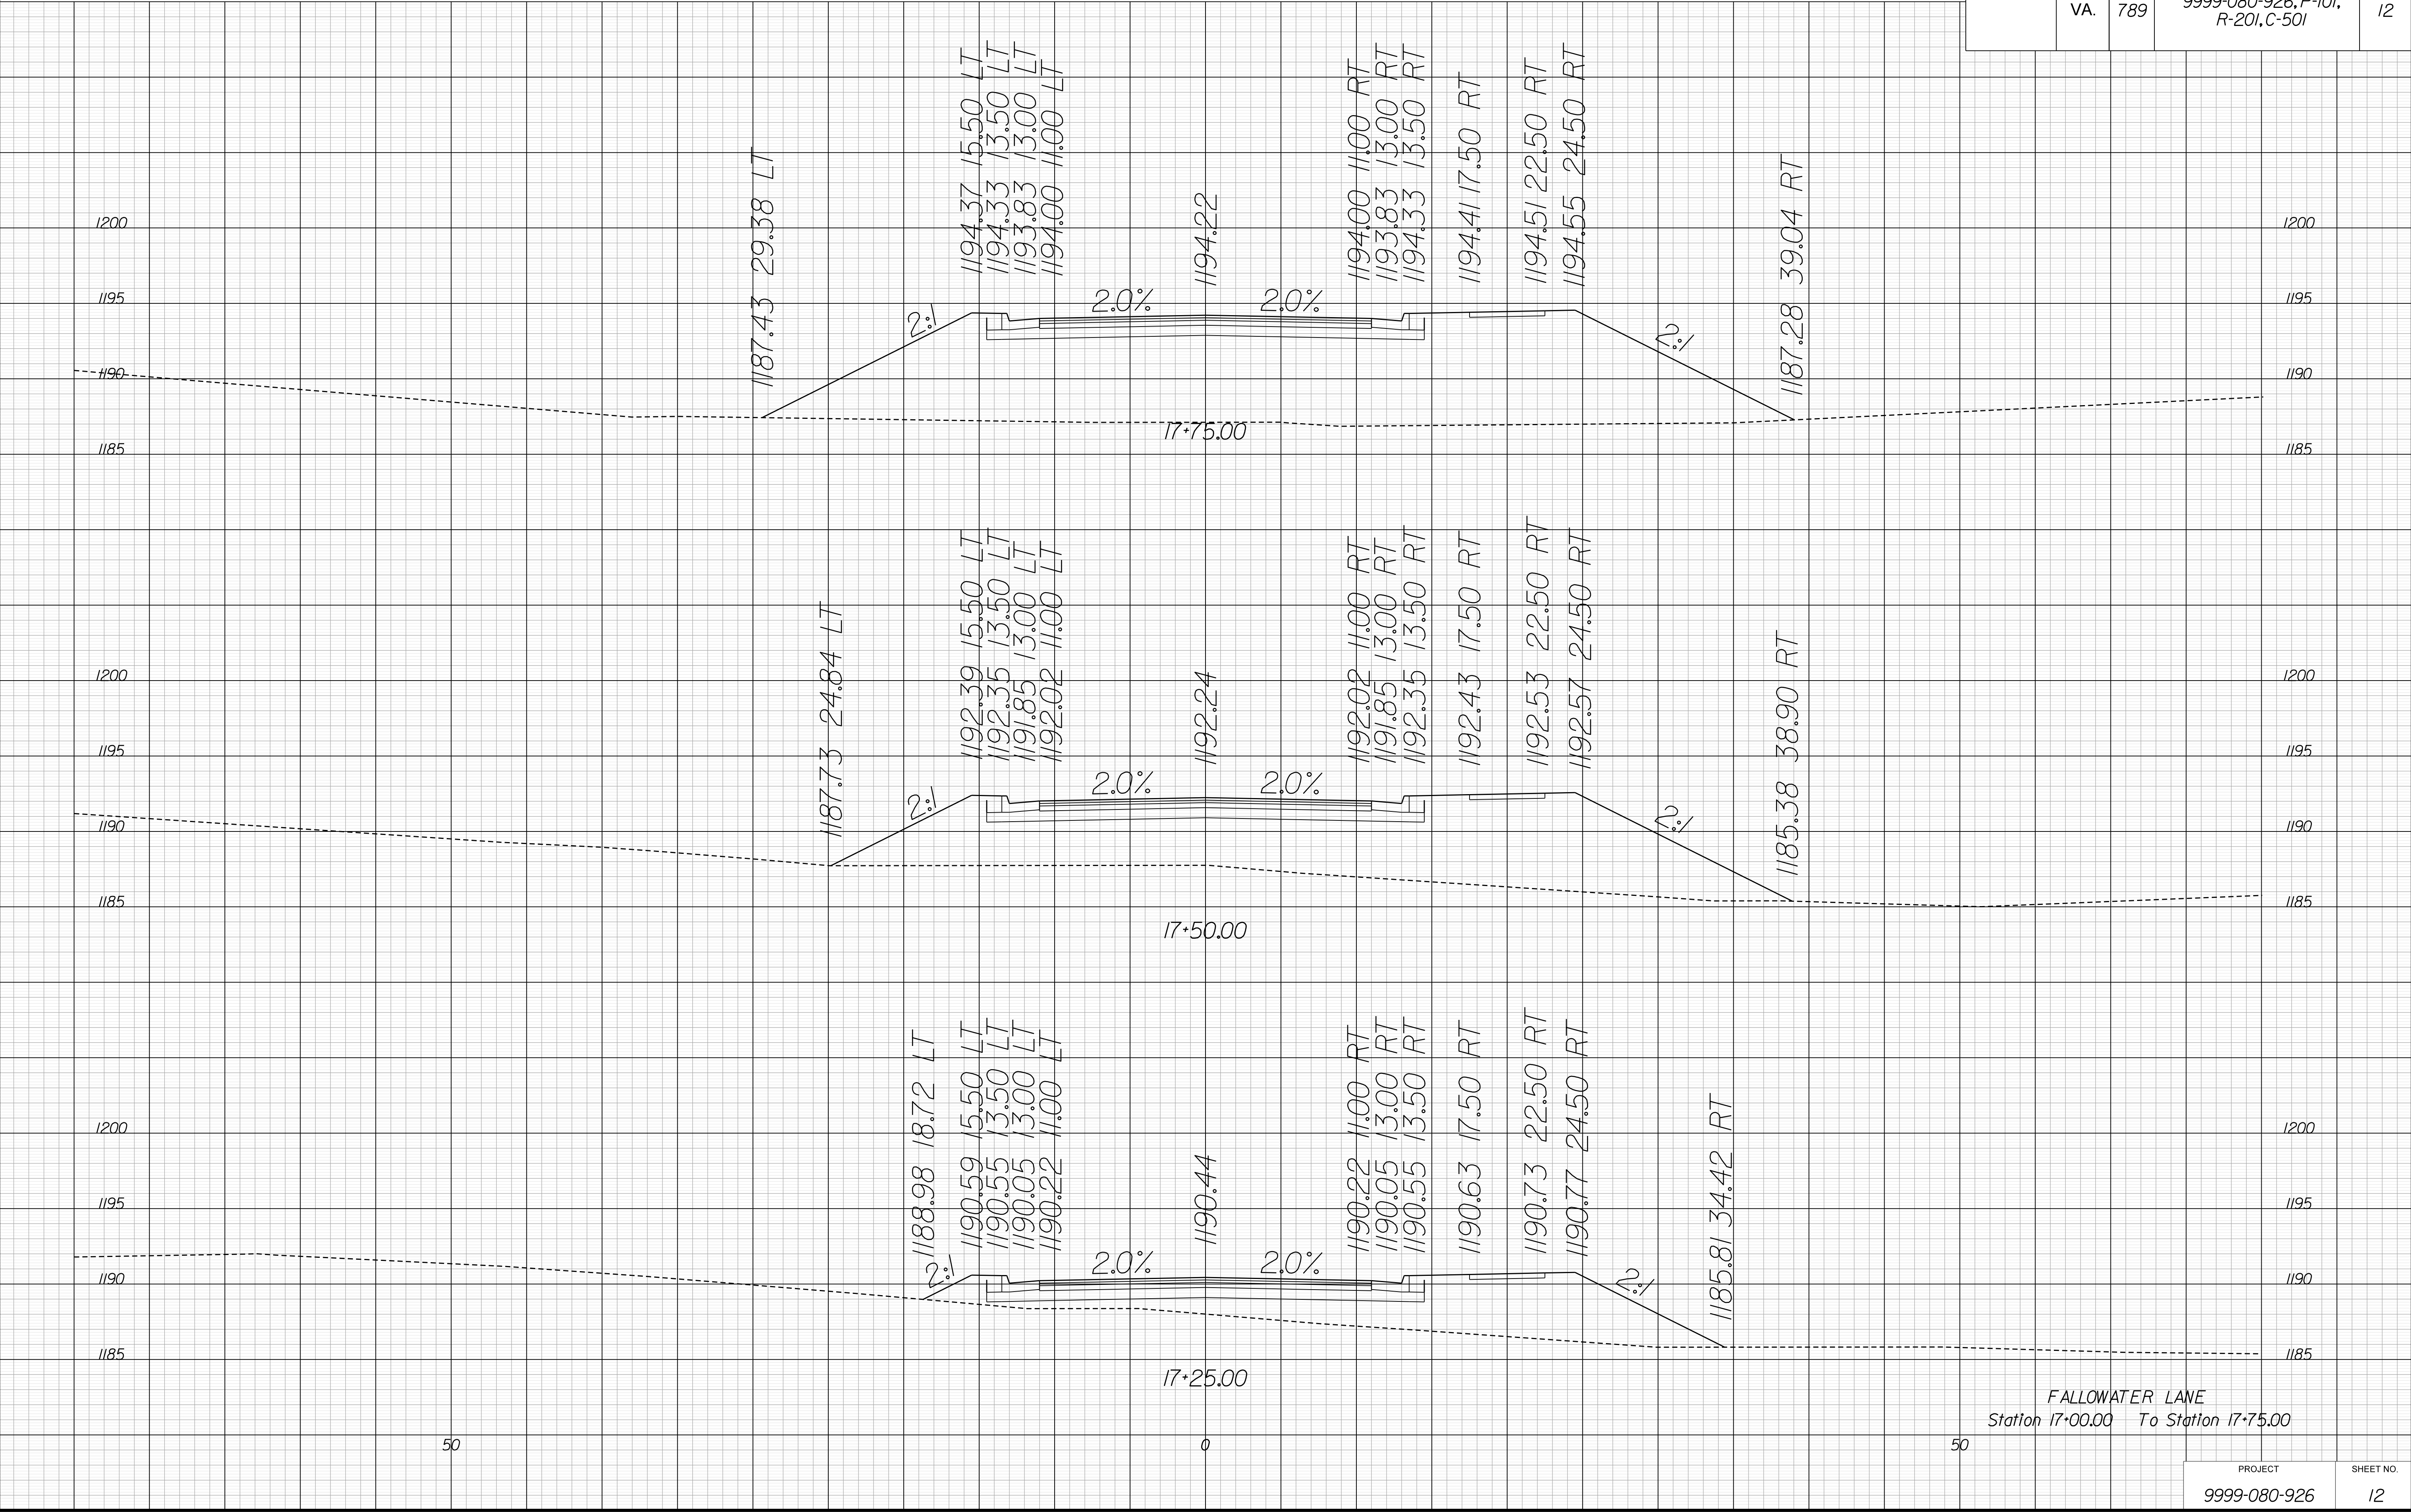 VA. 789 9999-080-926, P-101, R-201, C-501 12
1187.43 29.38 LT
1194.37 15.50 LT
1194.33 13.50 LT
1193.83 13.00 LT
1194.00 11.00 LT
1194.22
1194.00 11.00 RT
1193.83 13.00 RT
1194.33 13.50 RT
1194.41 17.50 RT
1194.51 22.50 RT
1194.55 24.50 RT
1187.28 39.04 RT
1200 1200
1195 1195
2:1 2.0% 2.0% 2:1
1190 1190
17+75.00
1185 1185
1187.73 24.84 LT
1192.39 15.50 LT
1192.35 13.50 LT
1191.85 13.00 LT
1192.02 11.00 LT
1192.24
1192.02 11.00 RT
1191.85 13.00 RT
1192.35 13.50 RT
1192.43 17.50 RT
1192.53 22.50 RT
1192.57 24.50 RT
1185.38 38.90 RT
1200 1200
1195 1195
2:1 2.0% 2.0% 2:1
1190 1190
1185 1185
17+50.00
1188.98 18.72 LT
1190.59 15.50 LT
1190.55 13.50 LT
1190.05 13.00 LT
1190.22 11.00 LT
1190.44
1190.22 11.00 RT
1190.05 13.00 RT
1190.55 13.50 RT
1190.63 17.50 RT
1190.73 22.50 RT
1190.77 24.50 RT
1185.81 34.42 RT
1200 1200
1195 1195
2:1 2.0% 2.0% 2:1
1190 1190
1185 1185
17+25.00
FALLOWATER LANE
Station 17+00.00 To Station 17+75.00
50 0 50
PROJECT SHEET NO.
9999-080-926 12